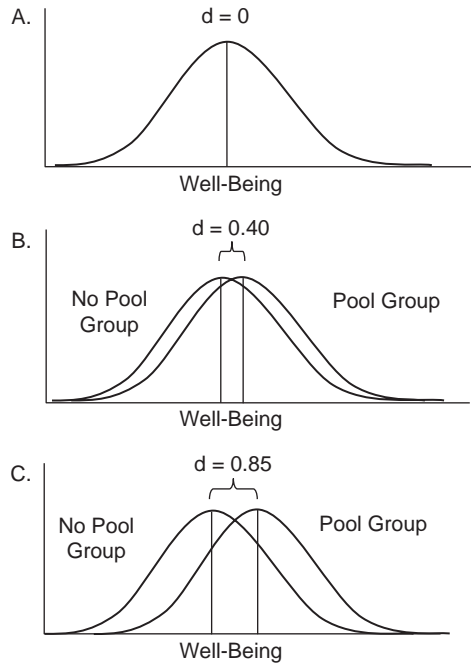 A.
d = 0
Well-Being
B.
d = 0.40
No Pool
Group
Pool Group
Well-Being
C.
d = 0.85
No Pool
Group
Pool Group
Well-Being